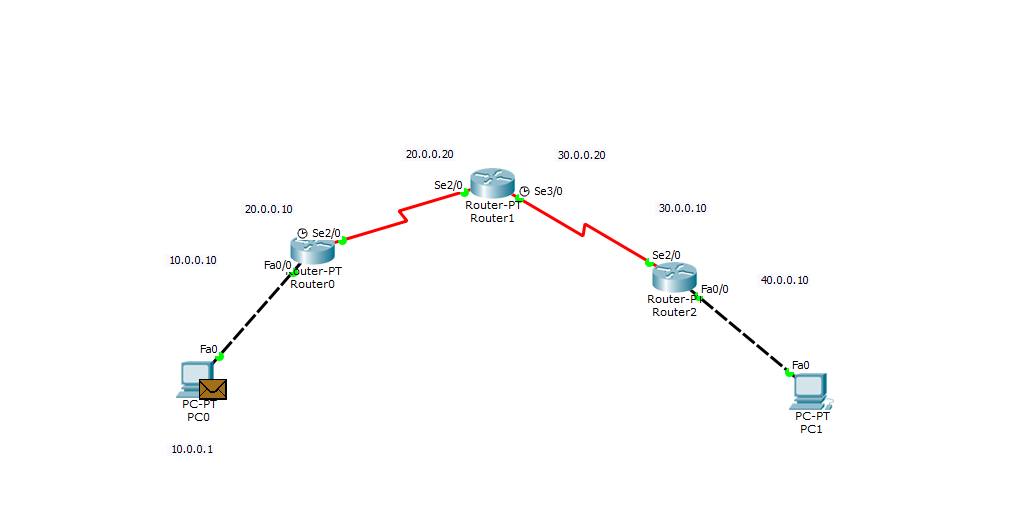 20.0.0.20
30.0.0.20
Se2/0
Se3/0
Router-PT
Router1
20.0.0.10
30.0.0.10
Se2/0
10.0.0.10
Fa0/0
outer-PT
Router0
Se2/0
40.0.0.10
Fa0/0
Router-PT
Router2
Fa0
Fa0
PC-PT
PC0
PC-PT
PC1
10.0.0.1